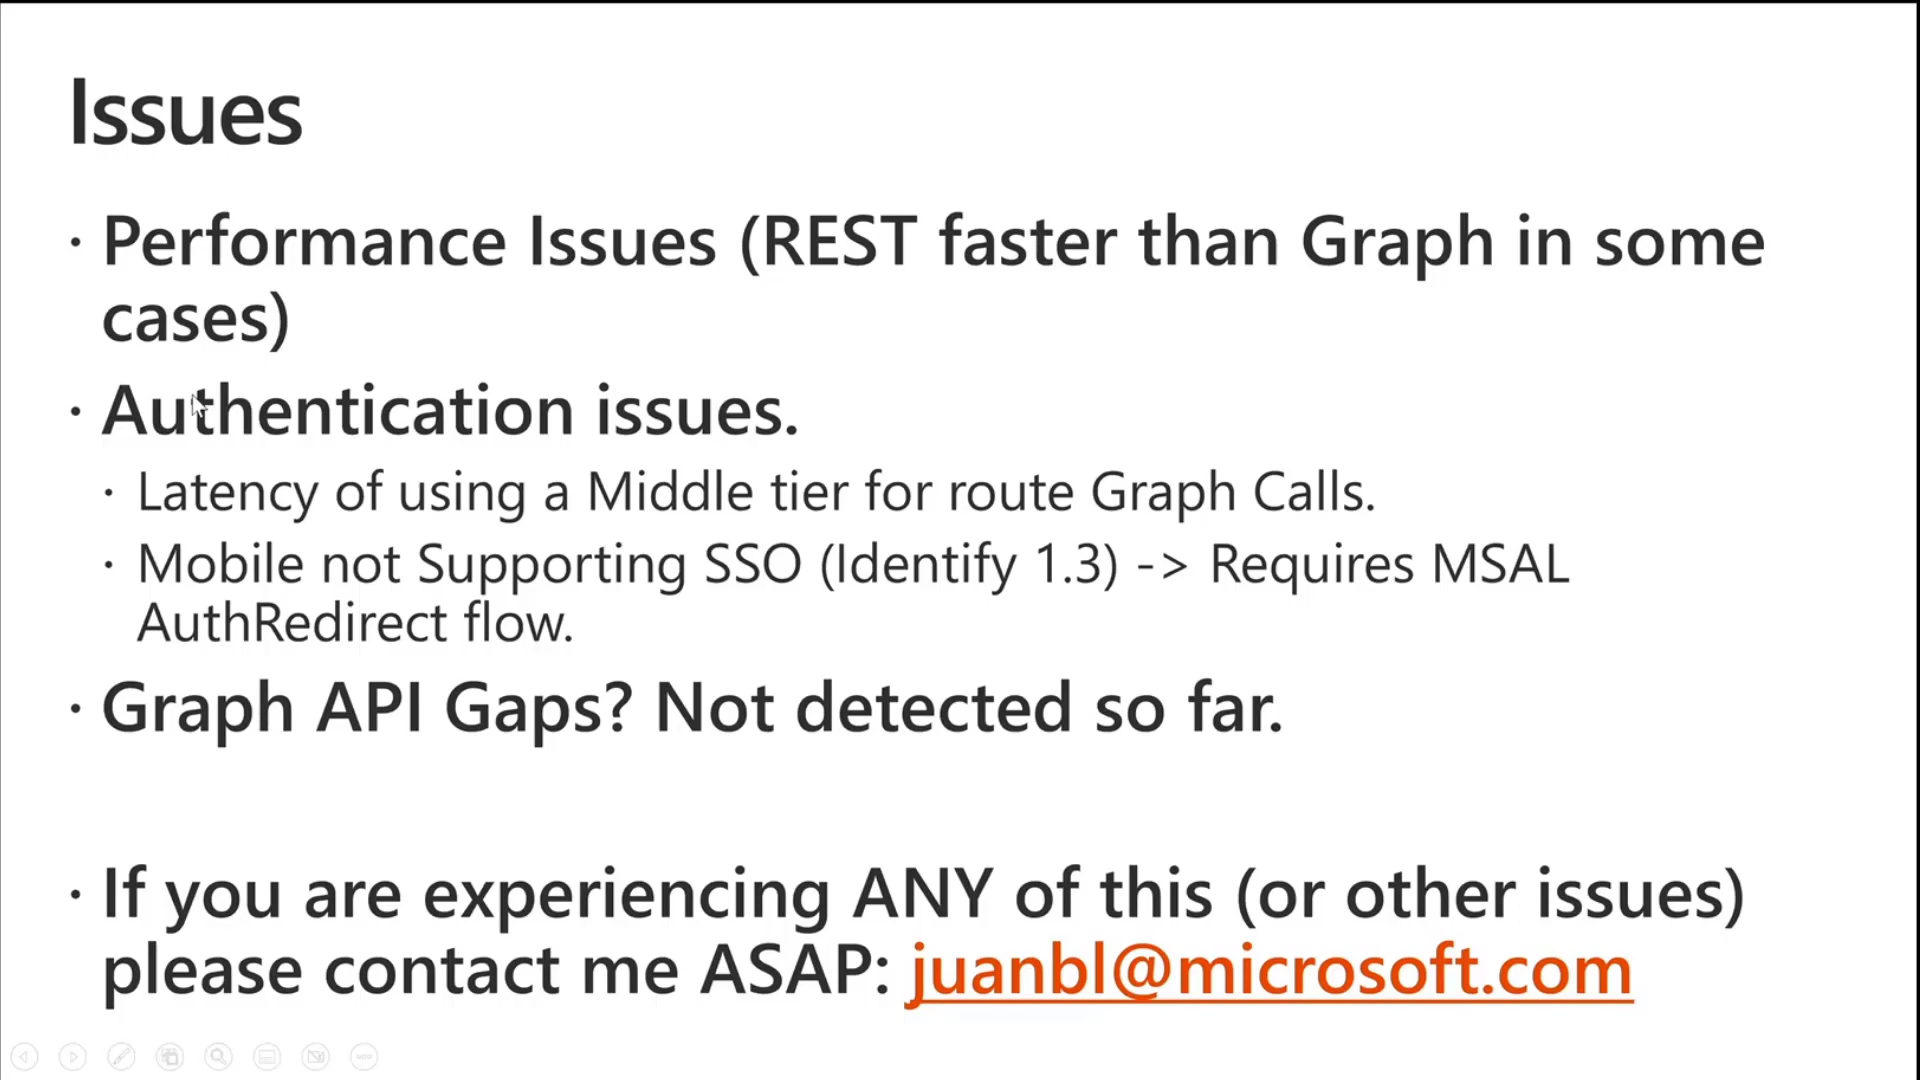 Issues
· Performance Issues (REST faster than Graph in some
cases)
· Authentication issues.
· Latency of using a Middle tier for route Graph Calls.
· Mobile not Supporting SSO (Identify 1.3) -> Requires MSAL
AuthRedirect flow.
· Graph API Gaps? Not detected so far.
· If you are experiencing ANY of this (or other issues)
please contact me ASAP: juanbl@microsoft.com